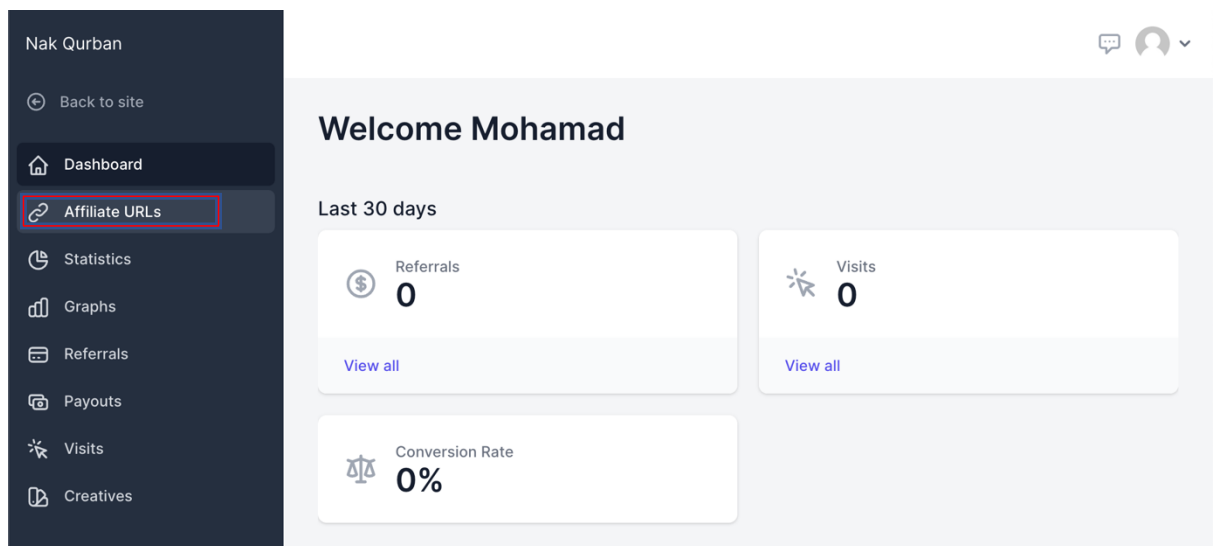 Nak Qurban
Back to site
Dashboard
Affiliate URLs
Statistics
Graphs
Referrals
Payouts
Visits
Creatives
Welcome Mohamad
Last 30 days
Referrals
0
View all
Visits
0
View all
Conversion Rate
0%